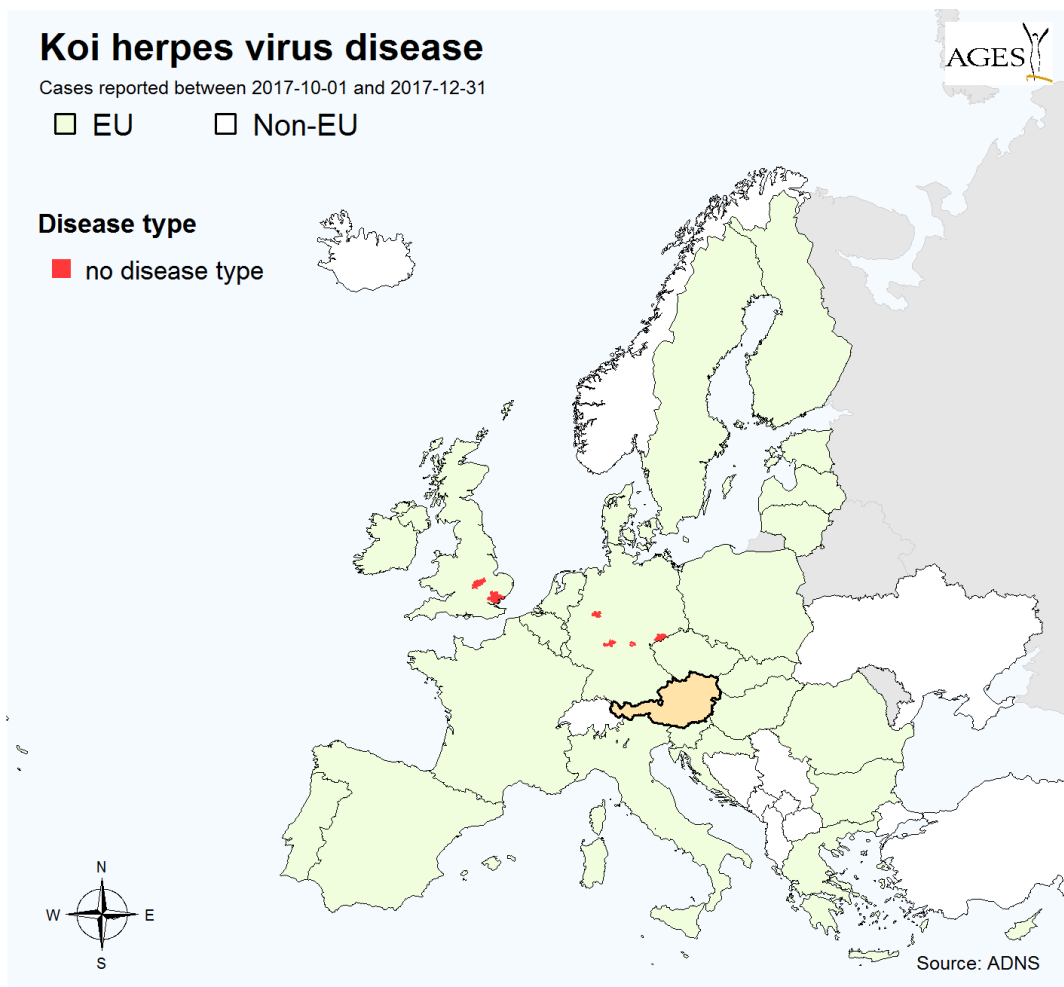 Koi herpes virus disease
Cases reported between 2017-10-01 and 2017-12-31
EU Non-EU
AGES
Disease type
no disease type
N
W E
S
Source: ADNS